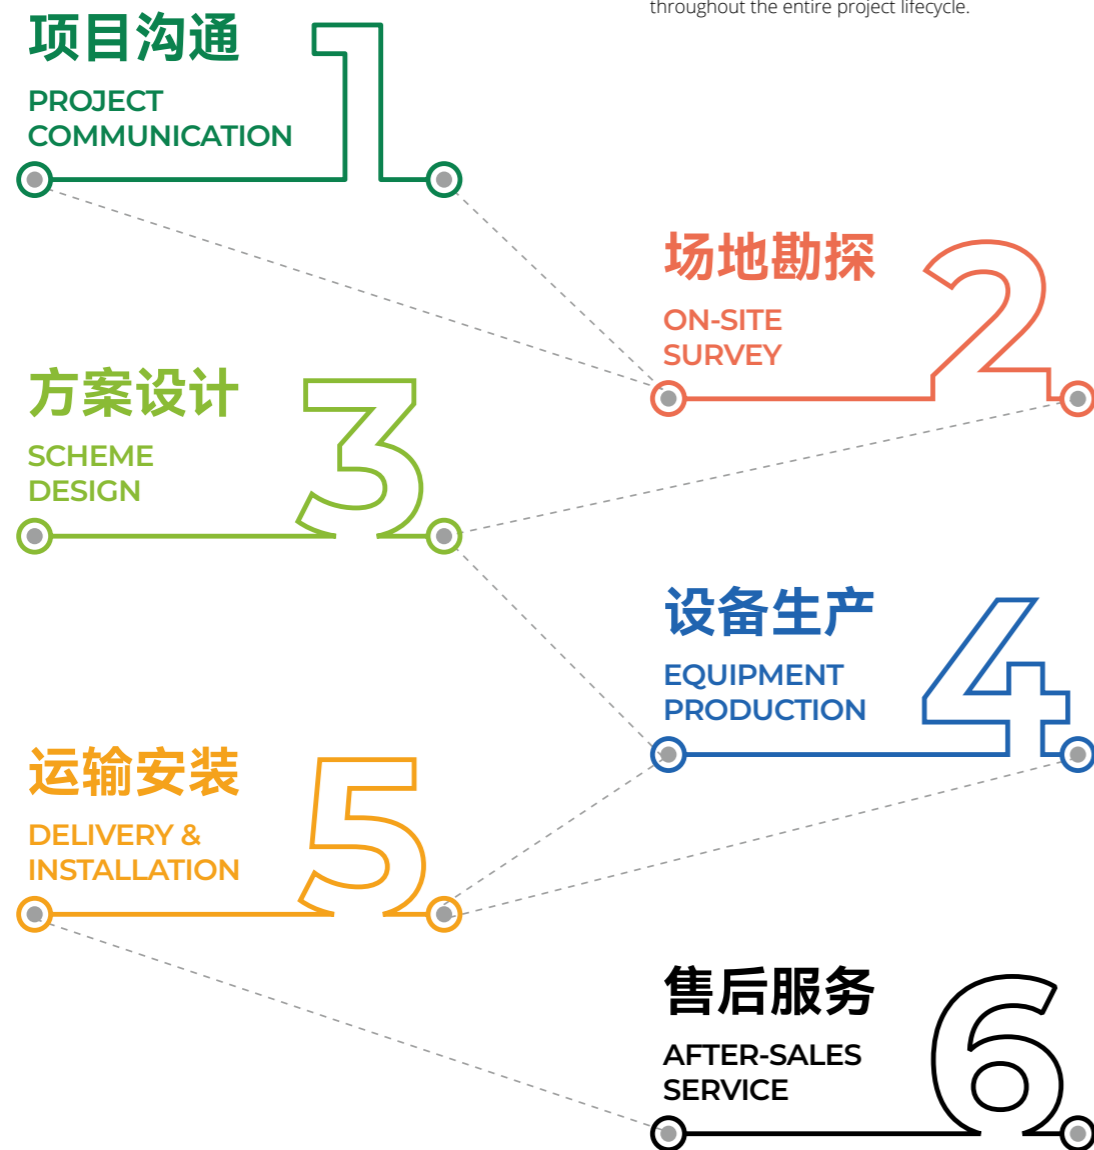 throughout the entire project lifecycle.
项目沟通
PROJECT
COMMUNICATION
1
场地勘探
ON-SITE
SURVEY
2
方案设计
SCHEME
DESIGN
3
设备生产
EQUIPMENT
PRODUCTION
4
运输安装
DELIVERY &
INSTALLATION
5
售后服务
AFTER-SALES
SERVICE
6